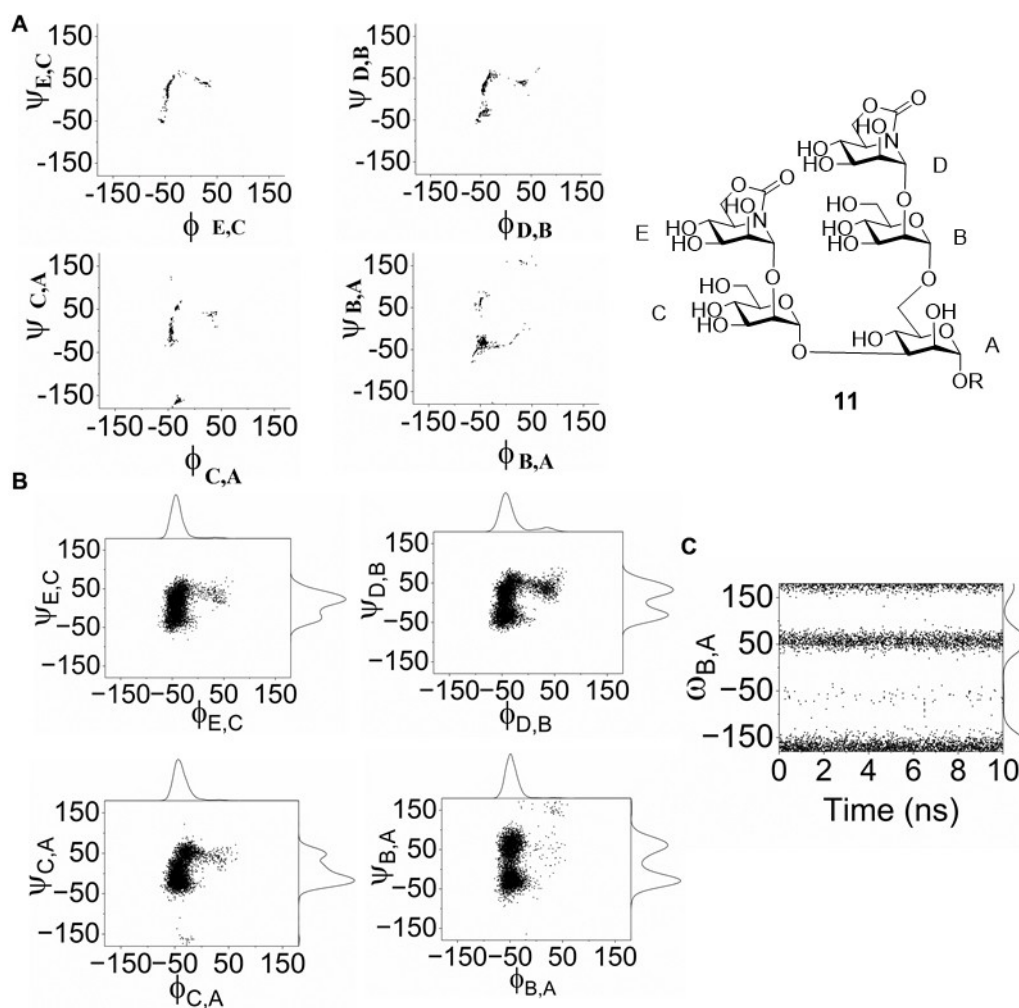 A
150
50
-50
-150
ψE,C
-150 -50 50 150
ϕ E,C
150
50
-50
-150
ψD,B
-150 -50 50 150
ϕD,B
150
50
-50
-150
ψC,A
-150 -50 50 150
ϕC,A
150
50
-50
-150
ψB,A
-150 -50 50 150
ϕB,A
O
O
HO
HO
N
HO
D
O
O
O
HO
HO
N
HO
E
HO
HO
HO
B
O
O
O
HO
HO
HO
C
O
O
OH
HO
O
A
OR
11
B
150
50
−50
−150
ψE,C
−150 −50 50 150
ϕE,C
150
50
−50
−150
ψD,B
−150 −50 50 150
ϕD,B
C
150
50
−50
−150
ωB,A
0 2 4 6 8 10
Time (ns)
150
50
−50
−150
ψC,A
−150 −50 50 150
ϕC,A
150
50
−50
−150
ψB,A
−150 −50 50 150
ϕB,A